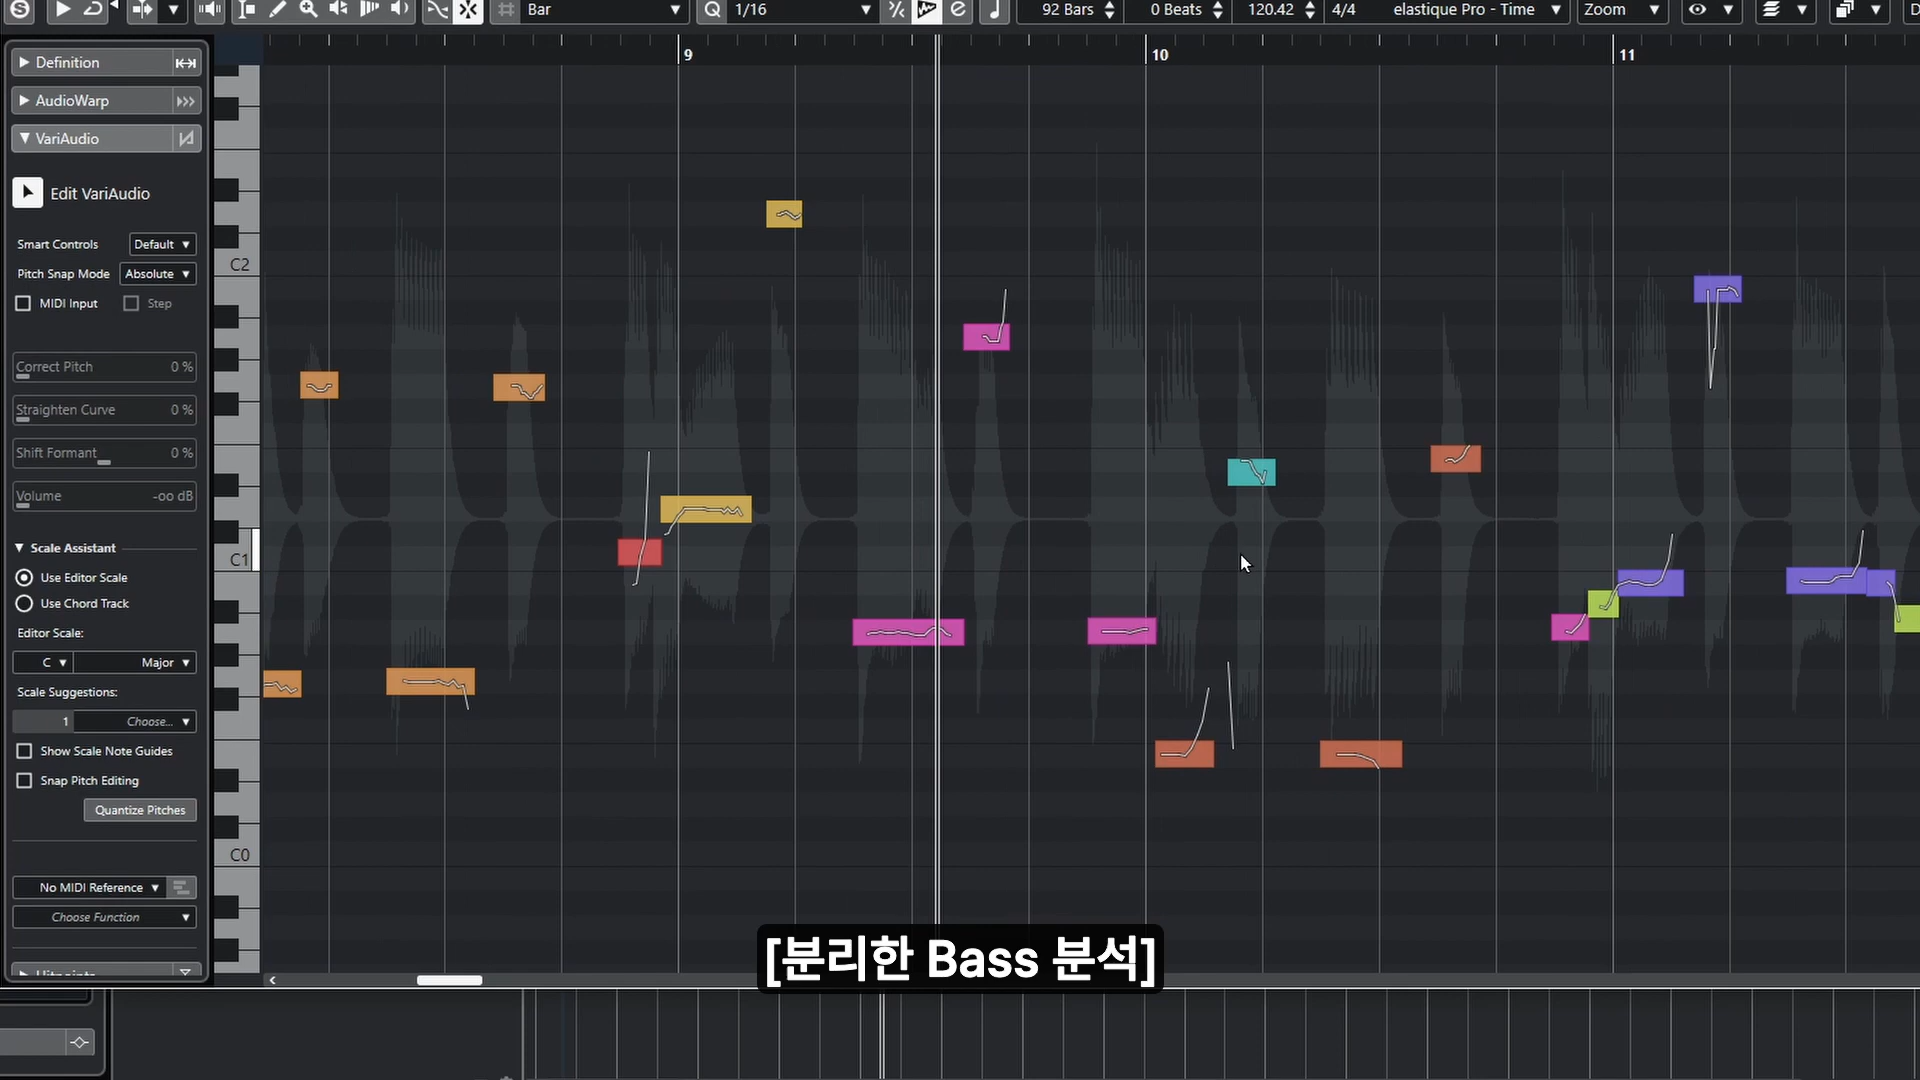 Bar
1/16
92 Bars
0 Beats
120.42
4/4
elastique Pro - Time
Zoom
9
10
11
Definition
AudioWarp
VariAudio
Edit VariAudio
Smart Controls
Default
Pitch Snap Mode
Absolute
MIDI Input
Step
Correct Pitch
0 %
Straighten Curve
0 %
Shift Formant
0 %
Volume
-oo dB
Scale Assistant
Use Editor Scale
Use Chord Track
Editor Scale:
C
Major
Scale Suggestions:
1
Choose...
Show Scale Note Guides
Snap Pitch Editing
Quantize Pitches
No MIDI Reference
Choose Function
C2
C1
C0
[분리한 Bass 분석]